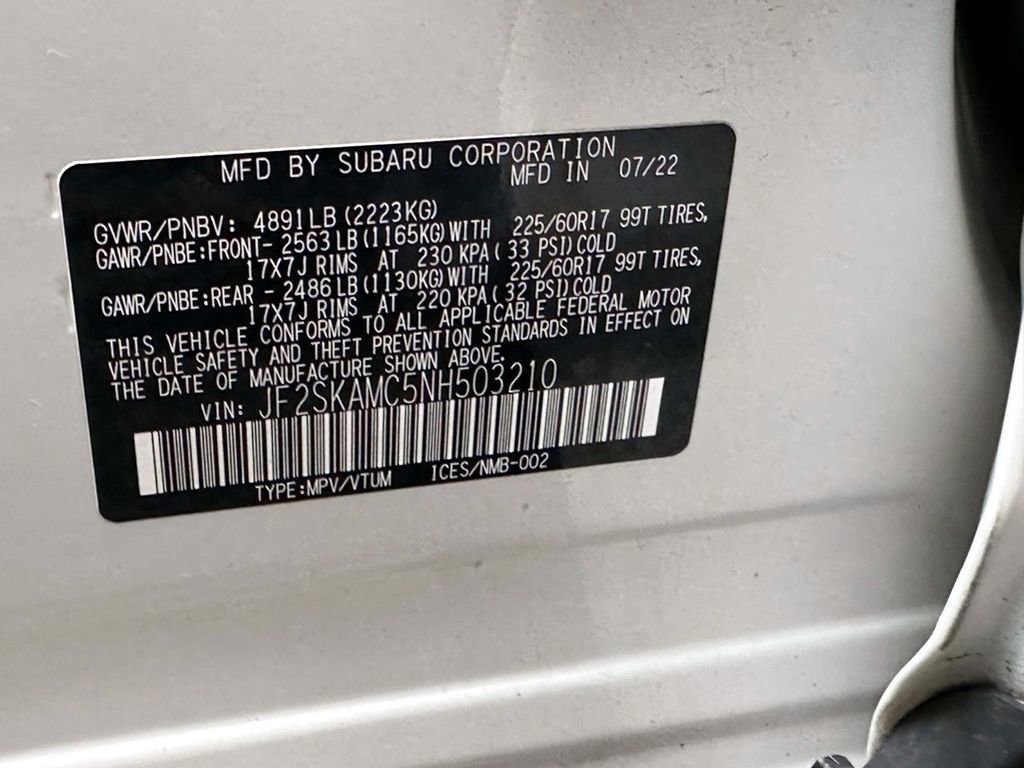 MFD BY SUBARU CORPORATION
MFD IN 07/22
GVWR/PNBV: 4891LB (2223KG)
GAWR/PNBE:FRONT- 2563LB (1165KG)WITH 225/60R17 99T TIRES,
17X7J RIMS AT 230 KPA (33 PSI)COLD
GAWR/PNBE:REAR - 2486LB (1130KG)WITH 225/60R17 99T TIRES,
17X7J RIMS AT 220 KPA (32 PSI)COLD
THIS VEHICLE CONFORMS TO ALL APPLICABLE FEDERAL MOTOR
VEHICLE SAFETY AND THEFT PREVENTION STANDARDS IN EFFECT ON
THE DATE OF MANUFACTURE SHOWN ABOVE.
VIN: JF2SKAMC5NH503210
TYPE:MPV/VTUM ICES/NMB-002